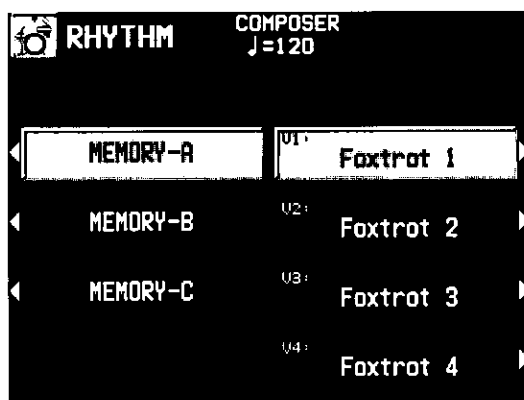 RHYTHM
COMPOSER
♩=120
MEMORY-A
V1: Foxtrot 1
MEMORY-B
V2: Foxtrot 2
MEMORY-C
V3: Foxtrot 3
V4: Foxtrot 4